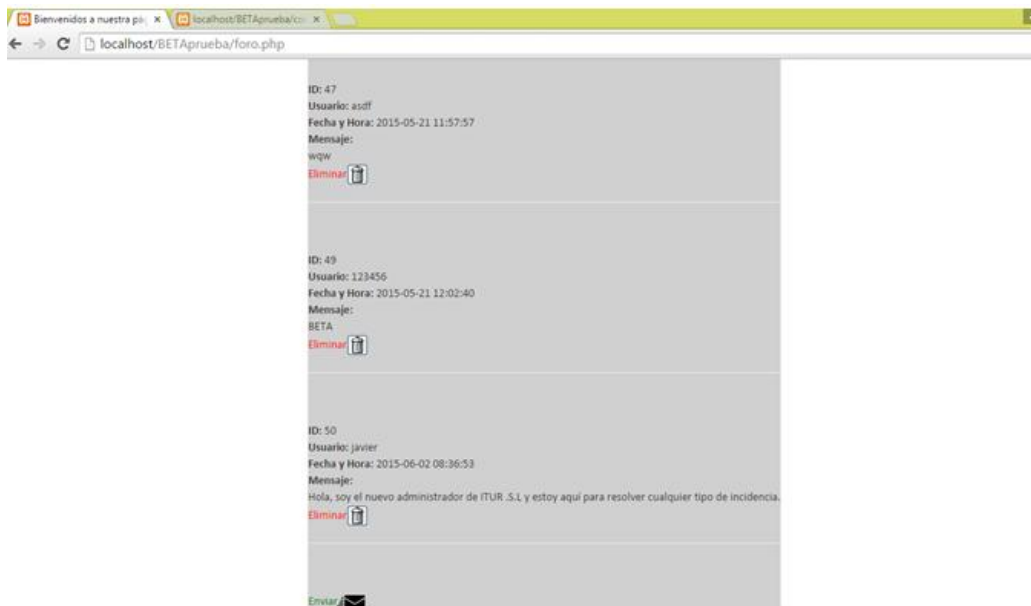 Bienvenidos a nuestra pá
localhost/BETAprueba/co
localhost/BETAprueba/foro.php
ID: 47
Usuario: asdf
Fecha y Hora: 2015-05-21 11:57:57
Mensaje:
wqw
Eliminar
ID: 49
Usuario: 123456
Fecha y Hora: 2015-05-21 12:02:40
Mensaje:
BETA
Eliminar
ID: 50
Usuario: javier
Fecha y Hora: 2015-06-02 08:36:53
Mensaje:
Hola, soy el nuevo administrador de ITUR .S.L y estoy aquí para resolver cualquier tipo de incidencia.
Eliminar
Enviar